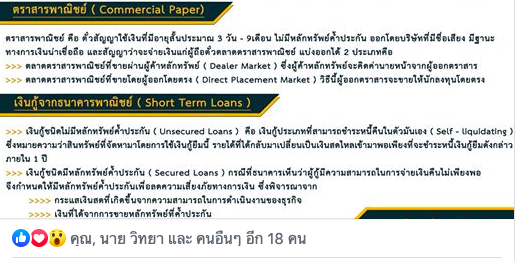 ตราสารพาณิชย์ ( Commercial Paper)
ตราสารพาณิชย์ คือ ตั๋วสัญญาใช้เงินที่มีอายุสั้นประมาณ 3 วัน - 9เดือน ไม่มีหลักทรัพย์ค้ำประกัน ออกโดยบริษัทที่มีชื่อเสียง มีฐานะ
ทางการเงินน่าเชื่อถือ และสัญญาว่าจะจ่ายเงินแก่ผู้ถือตั๋วตลาดตราสารพาณิชย์ แบ่งออกได้ 2 ประเภทคือ
>>> ตลาดตราสารพาณิชย์ที่ขายผ่านผู้ค้าหลักทรัพย์ ( Dealer Market ) ซึ่งผู้ค้าหลักทรัพย์จะคิดค่านายหน้าจากผู้ออกตราสาร
>>> ตลาดตราสารพาณิชย์ที่ขายโดยผู้ออกโดยตรง ( Direct Placement Market ) วิธีนี้ผู้ออกตราสารจะขายให้นักลงทุนโดยตรง
เงินกู้จากธนาคารพาณิชย์ ( Short Term Loans )
>>> เงินกู้ชนิดไม่มีหลักทรัพย์ค้ำประกัน ( Unsecured Loans ) คือ เงินกู้ประเภทที่สามารถชำระหนี้คืนในตัวมันเอง ( Self - liquidating )
ซึ่งหมายความว่าสินทรัพย์ที่จัดหามาโดยการใช้เงินกู้ยืมนี้ รายได้ที่ได้กลับมาเปลี่ยนเป็นเงินสดไหลเข้ามาพอเพียงที่จะชำระหนี้เงินกู้ยืมดังกล่าว
ภายใน 1 ปี
>>> เงินกู้ชนิดมีหลักทรัพย์ค้ำประกัน ( Secured Loans ) กรณีที่ธนาคารเห็นว่าผู้กู้มีความสามารถในการจ่ายเงินคืนไม่เพียงพอ
จึงกำหนดให้มีหลักทรัพย์ค้ำประกันเพื่อลดความเสี่ยงภัยทางการเงิน ซึ่งพิจารณาจาก
>>>> กระแสเงินสดที่เกิดขึ้นจากความสามารถในการดำเนินงานของธุรกิจ
>>>> เงินที่ได้จากการขายหลักทรัพย์ที่ค้ำประกัน
คุณ, นาย วิทยา และ คนอื่นๆ อีก 18 คน